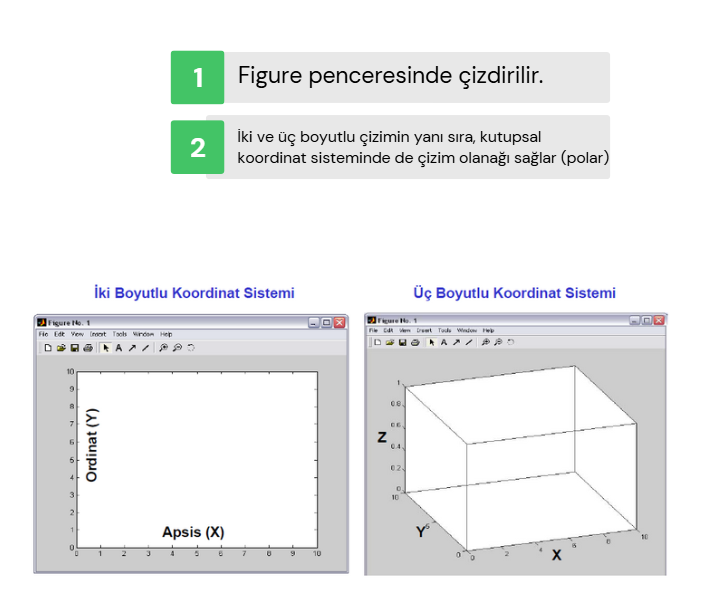 1
Figure penceresinde çizdirilir.
2
İki ve üç boyutlu çizimin yanı sıra, kutupsal
koordinat sisteminde de çizim olanağı sağlar (polar)
İki Boyutlu Koordinat Sistemi
Üç Boyutlu Koordinat Sistemi
Figure No. 1
File Edit View Insert Tools Window Help
A
10
9
8
7
6
5
4
3
2
1
0
Ordinat (Y)
Apsis (X)
0 1 2 3 4 5 6 7 8 9 10
Figure No. 1
File Edit View Insert Tools Window Help
A
1
0.8
0.6
0.4
0.2
0
Z
10
5
0
Y
0 2 4 6 8 10
X